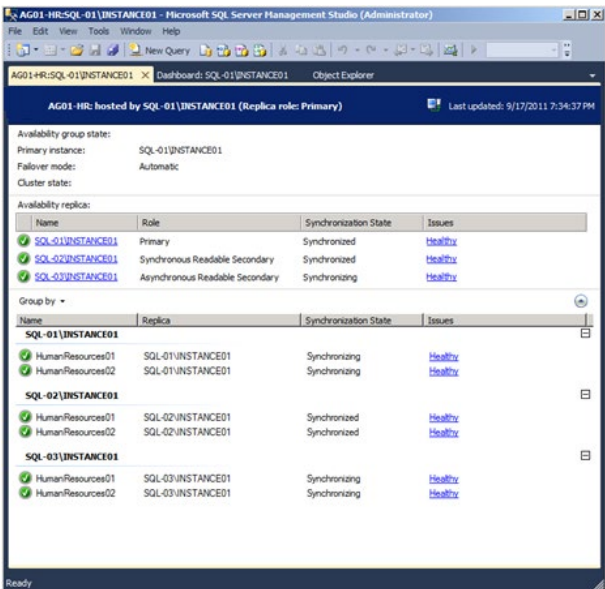 AG01-HR:SQL-01\INSTANCE01 - Microsoft SQL Server Management Studio (Administrator)
File Edit View Tools Window Help
New Query
AG01-HR:SQL-01\INSTANCE01 Dashboard: SQL-01\INSTANCE01 Object Explorer
AG01-HR: hosted by SQL-01\INSTANCE01 (Replica role: Primary) Last updated: 9/17/2011 7:34:37 PM
Availability group state:
Primary instance: SQL-01\INSTANCE01
Failover mode: Automatic
Cluster state:
Availability replica:
Name Role Synchronization State Issues
SQL-01\INSTANCE01 Primary Synchronized Healthy
SQL-02\INSTANCE01 Synchronous Readable Secondary Synchronized Healthy
SQL-03\INSTANCE01 Asynchronous Readable Secondary Synchronizing Healthy
Group by
Name Replica Synchronization State Issues
SQL-01\INSTANCE01
HumanResources01 SQL-01\INSTANCE01 Synchronizing Healthy
HumanResources02 SQL-01\INSTANCE01 Synchronizing Healthy
SQL-02\INSTANCE01
HumanResources01 SQL-02\INSTANCE01 Synchronized Healthy
HumanResources02 SQL-02\INSTANCE01 Synchronized Healthy
SQL-03\INSTANCE01
HumanResources01 SQL-03\INSTANCE01 Synchronizing Healthy
HumanResources02 SQL-03\INSTANCE01 Synchronizing Healthy
Ready